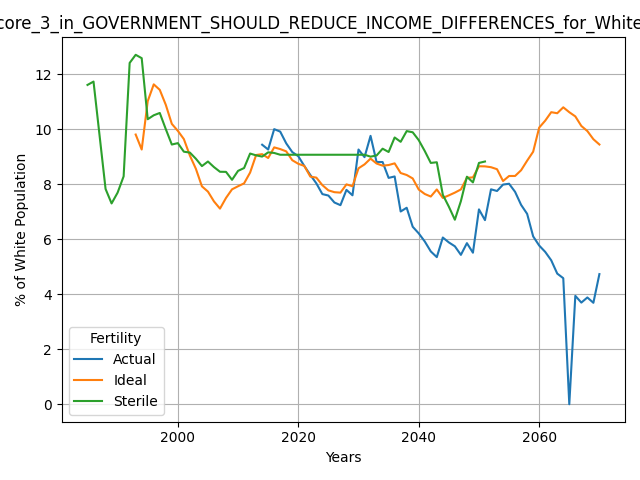 core_3_in_GOVERNMENT_SHOULD_REDUCE_INCOME_DIFFERENCES_for_White
% of White Population
12
10
8
6
4
2
0
Fertility
Actual
Ideal
Sterile
2000 2020 2040 2060
Years